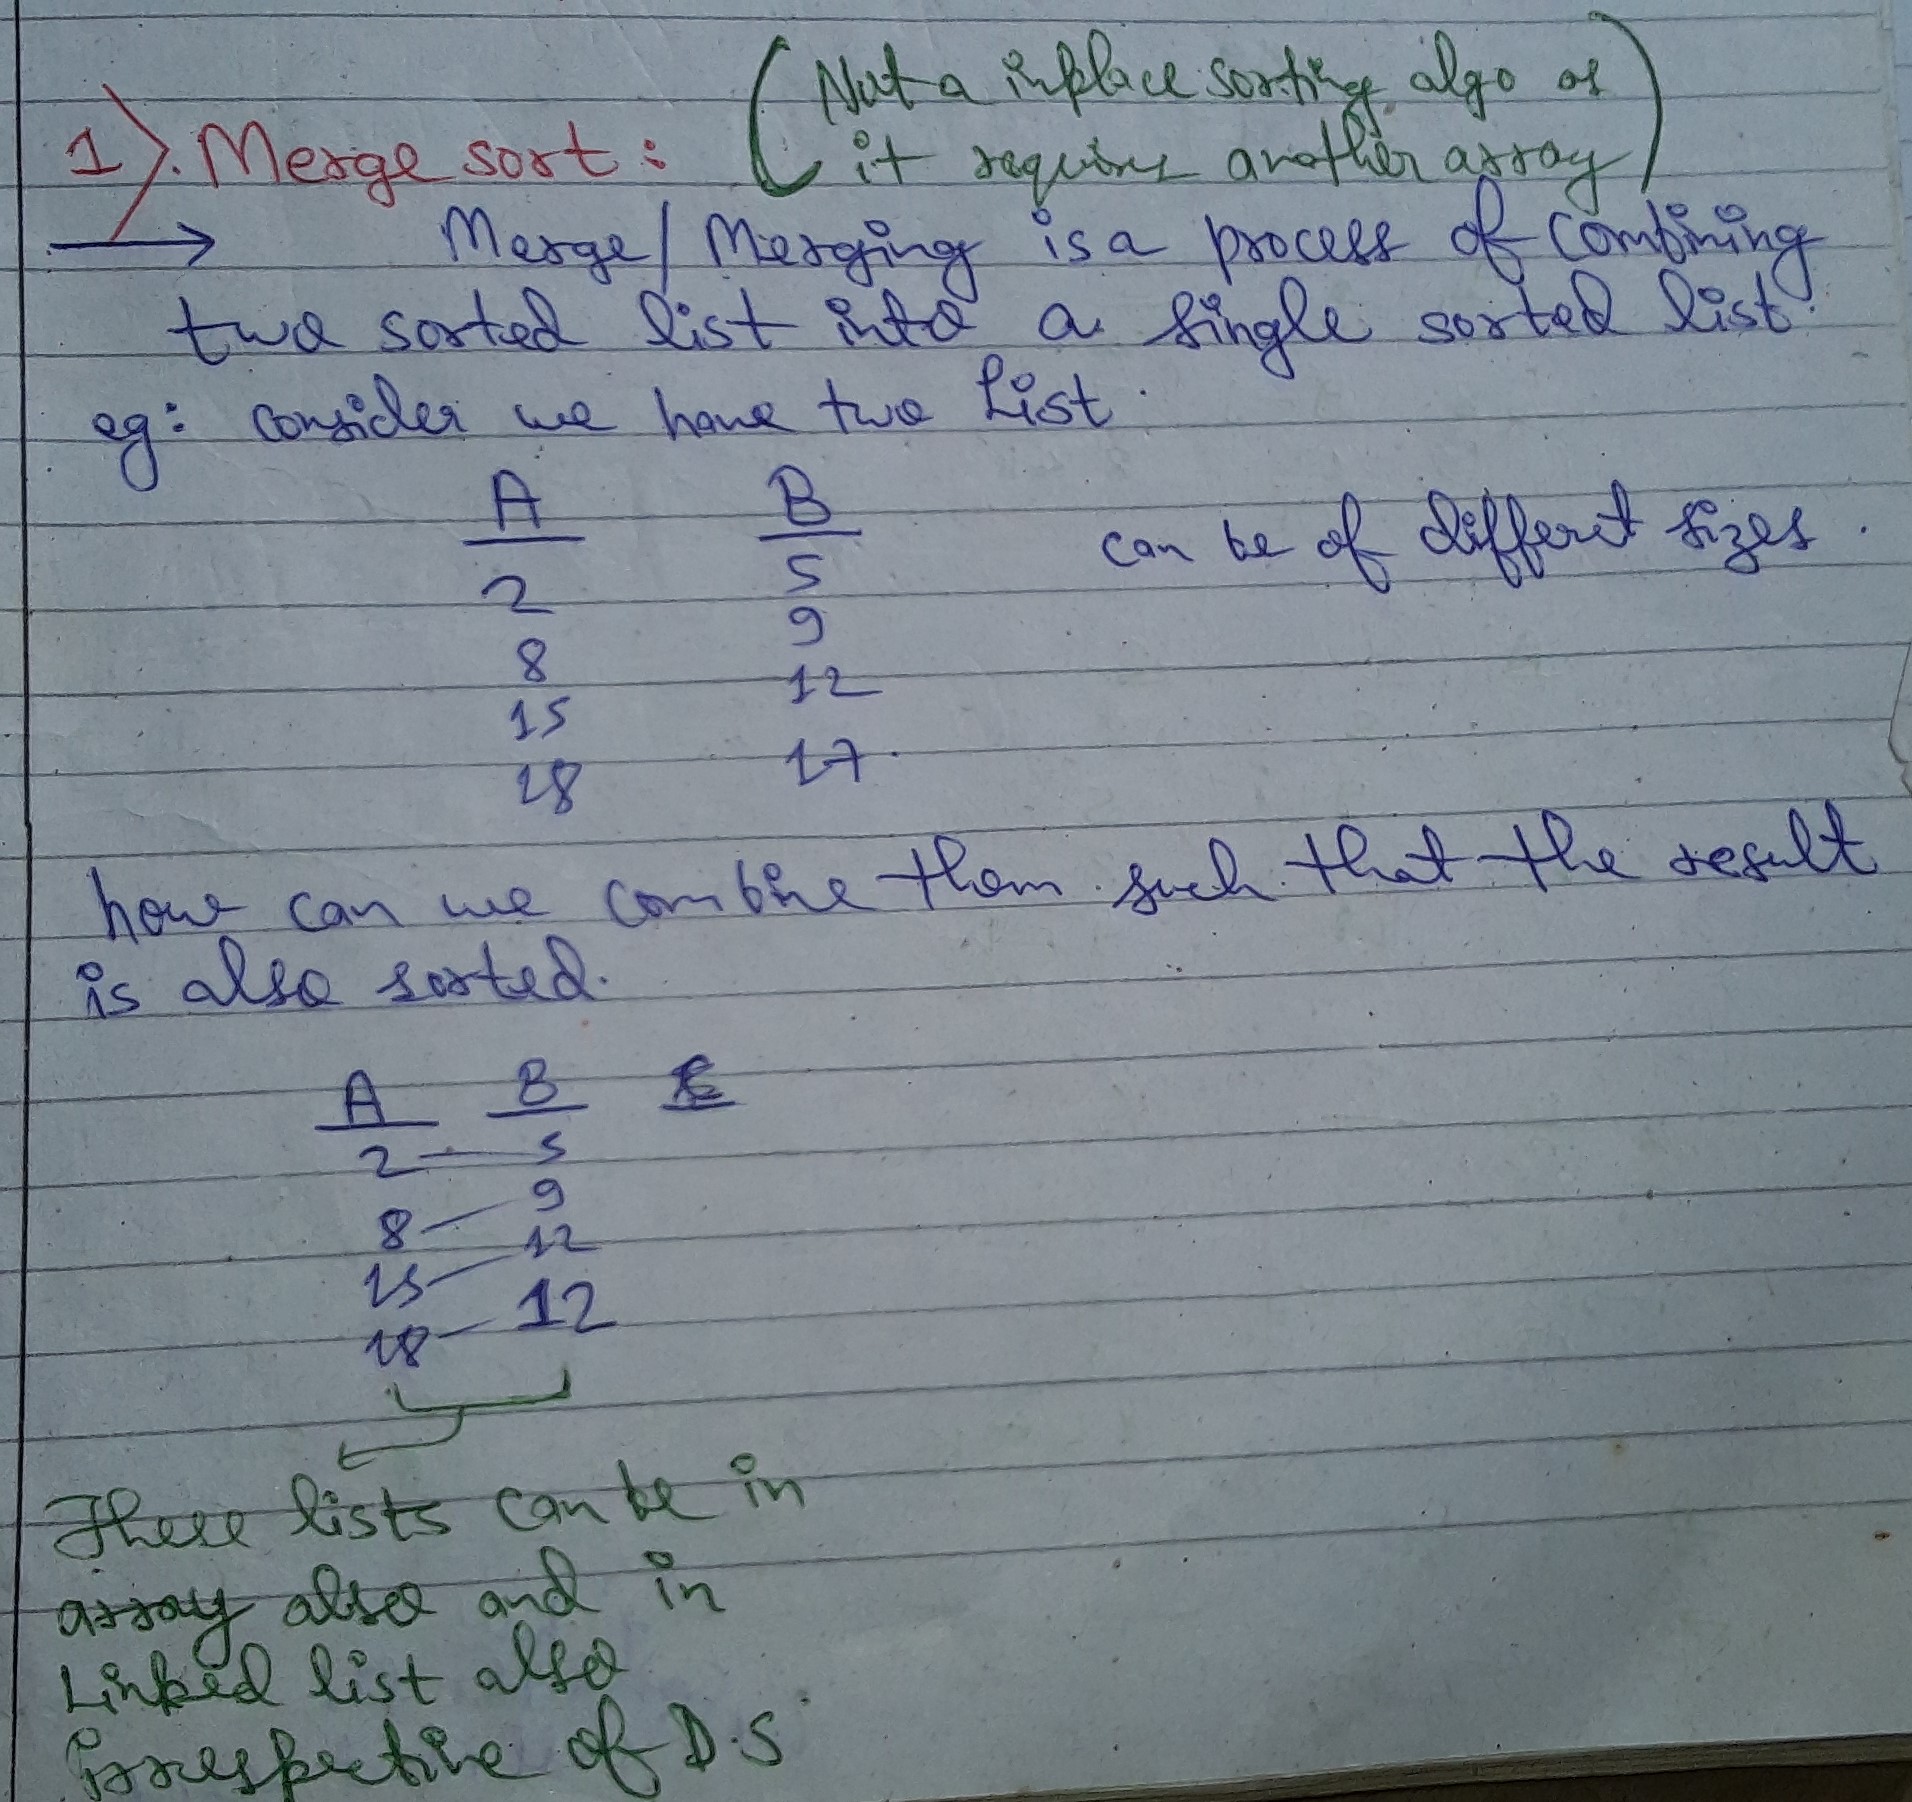 (Not a inplace sorting algo as
it requires another array)
1). Merge sort :
Merge/Merging is a process of combining
two sorted list into a single sorted list.
eg: consider we have two List.
A B
can be of differet sizes.
2 5
8 9
15 12
18 17
how can we combine them such that the result
is also sorted.
A B
2 5
8 9
15 12
18 12
These lists can be in
array also and in
Linked list also
irrespective of D.S